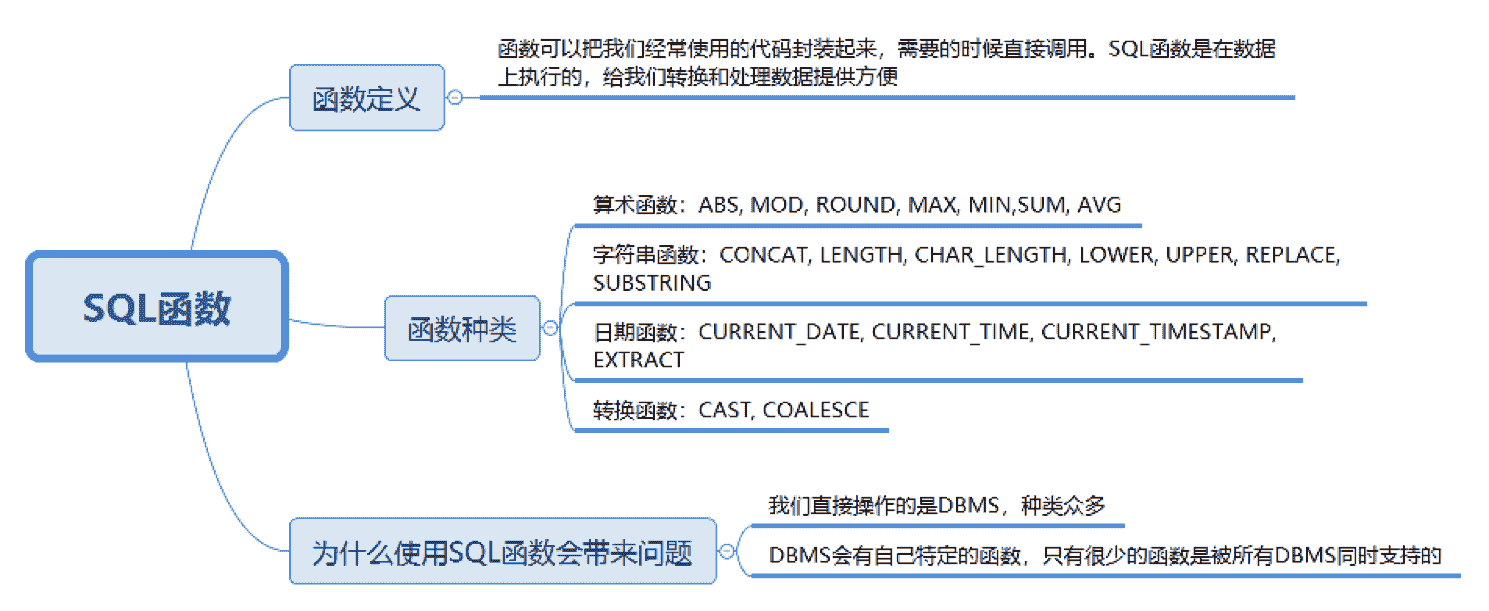 函数可以把我们经常使用的代码封装起来，需要的时候直接调用。SQL函数是在数据
上执行的，给我们转换和处理数据提供方便
函数定义
算术函数：ABS, MOD, ROUND, MAX, MIN,SUM, AVG
字符串函数：CONCAT, LENGTH, CHAR_LENGTH, LOWER, UPPER, REPLACE,
SUBSTRING
SQL函数
函数种类
日期函数：CURRENT_DATE, CURRENT_TIME, CURRENT_TIMESTAMP,
EXTRACT
转换函数：CAST, COALESCE
我们直接操作的是DBMS，种类众多
为什么使用SQL函数会带来问题
DBMS会有自己特定的函数，只有很少的函数是被所有DBMS同时支持的